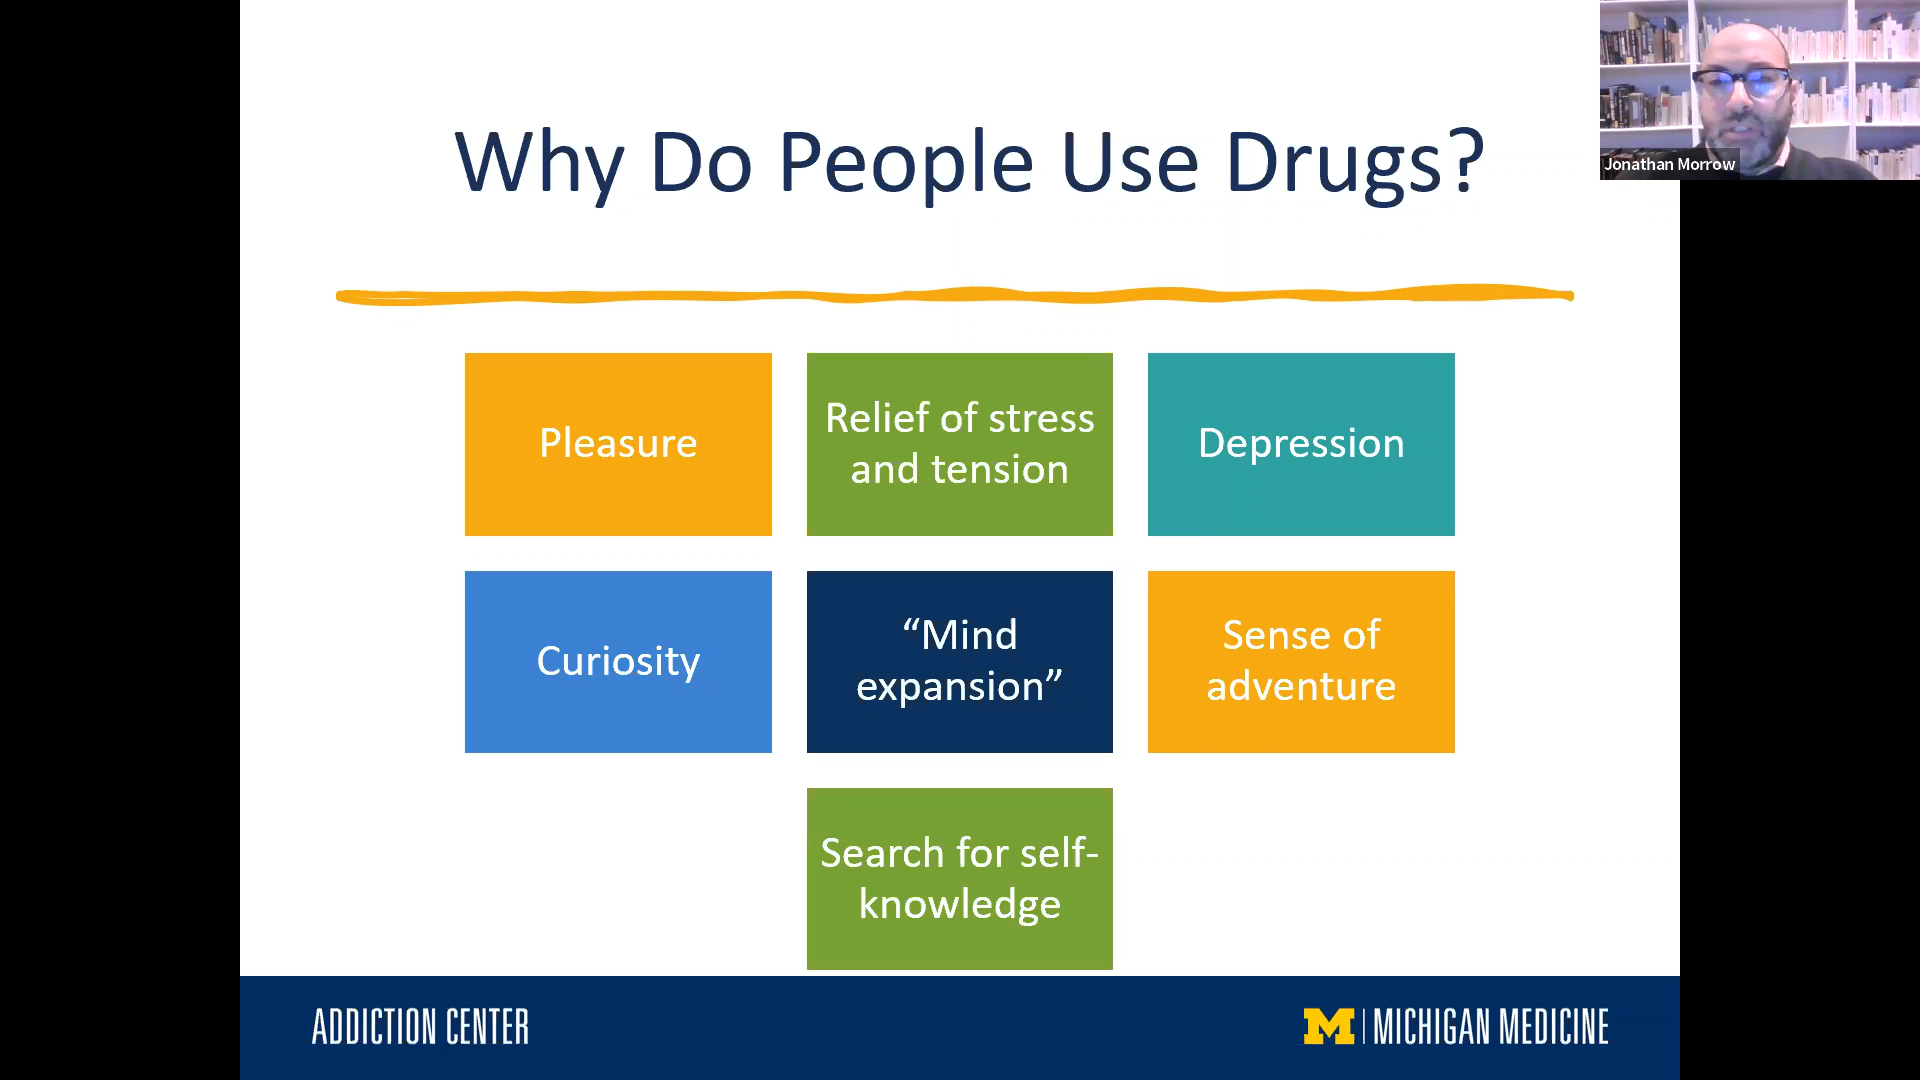 Why Do People Use Drugs?
Jonathan Morrow
Pleasure
Relief of stress
and tension
Depression
Curiosity
“Mind
expansion”
Sense of
adventure
Search for self-
knowledge
ADDICTION CENTER
M | MICHIGAN MEDICINE